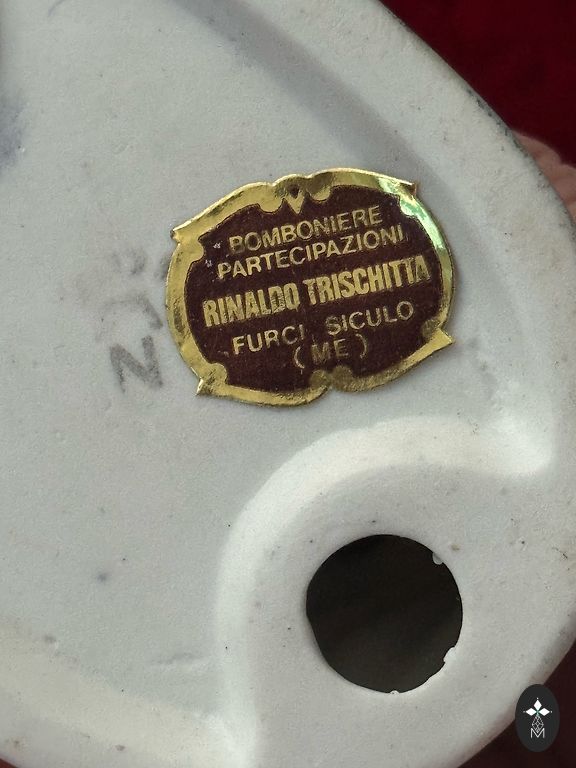 BOMBONIERE
PARTECIPAZIONI
RINALDO TRISCHITTA
FURCI SICULO
(ME)
M